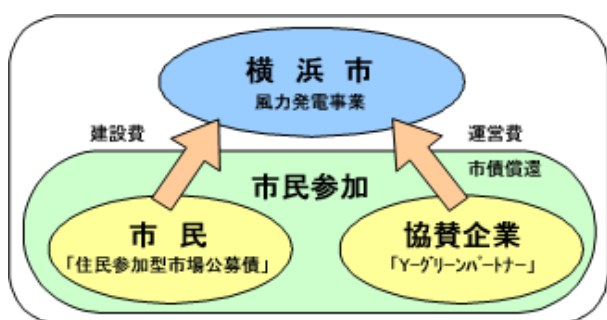 横 浜 市
風力発電事業
建設費
運営費
市債償還
市民参加
市 民
「住民参加型市場公募債」
協賛企業
「Yーグリーンパートナー」